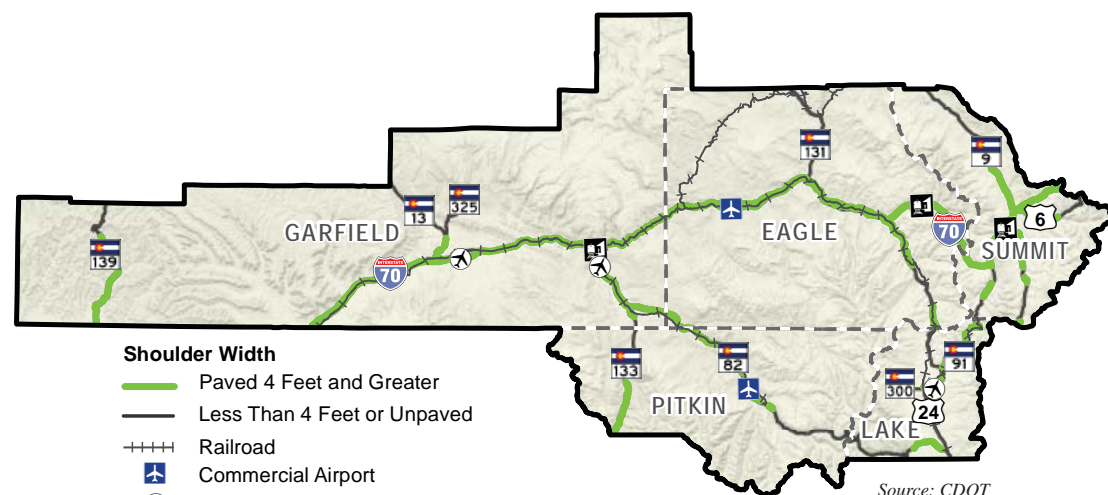 131
9
13
325
6
GARFIELD
EAGLE
INTERSTATE
70
SUMMIT
139
INTERSTATE
70
Shoulder Width
Paved 4 Feet and Greater
Less Than 4 Feet or Unpaved
Railroad
Commercial Airport
133
82
91
300
PITKIN
24
LAKE
Source: CDOT